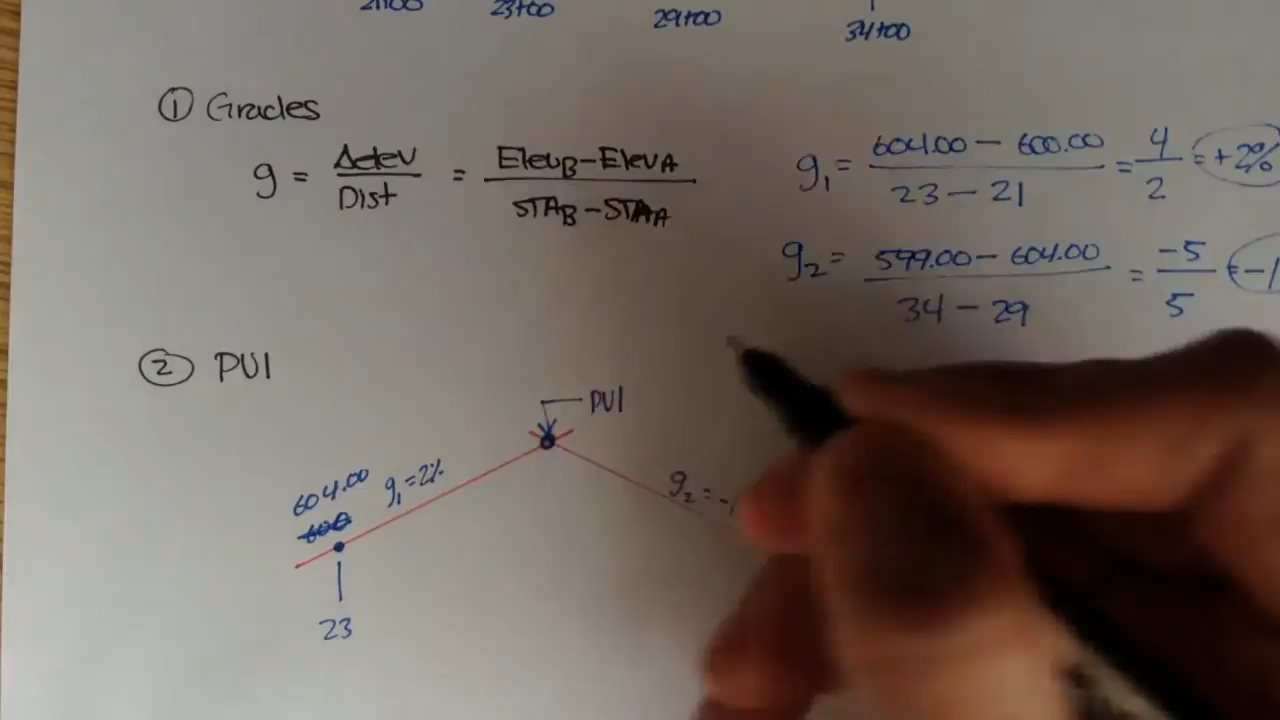 21+00 23+00 29+00 34+00
① Grades
g = Δelev / Dist = ElevB - ElevA / STAB - STAA
g₁ = 604.00 - 600.00 / 23 - 21 = 4 / 2 = +2%
g₂ = 599.00 - 604.00 / 34 - 29 = -5 / 5 = -1
② PVI
PVI
604.00
600
g₁ = 2%
g₂ = -1
23